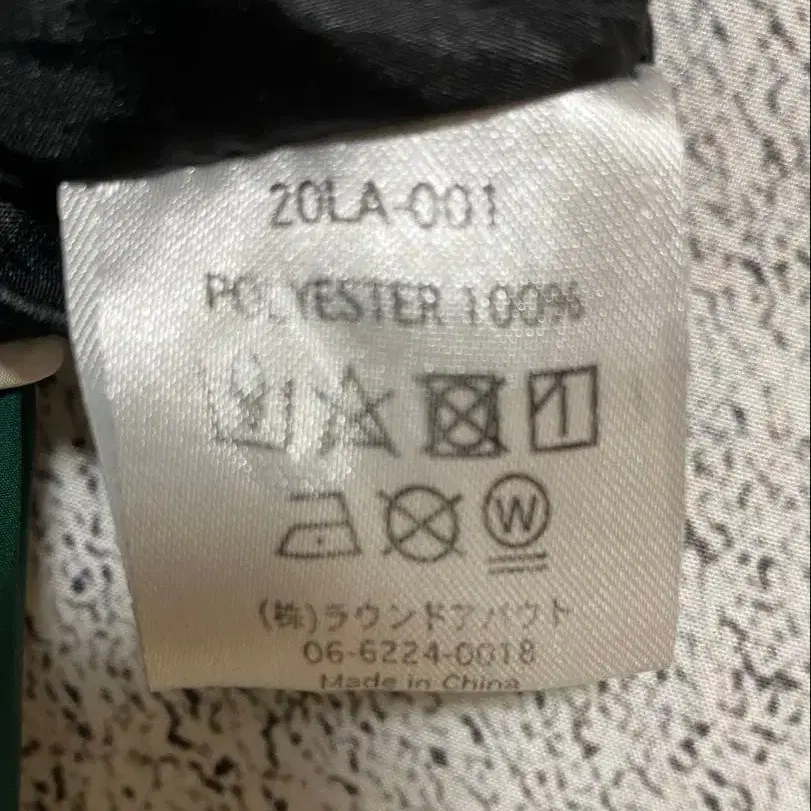 20LA-001
POLYESTER 100%
W
(株)ラウンドアバウト
06-6224-0018
Made in China